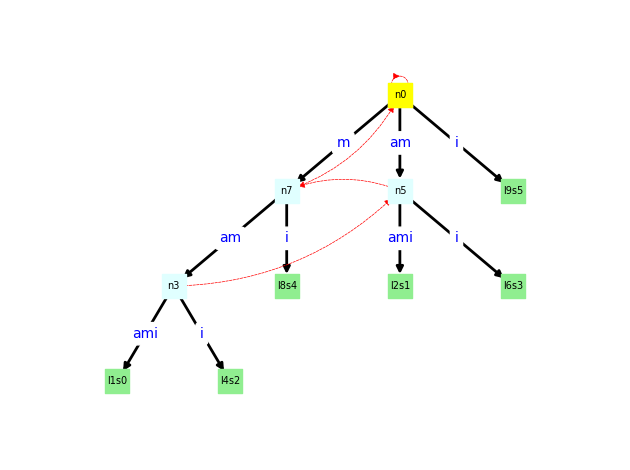 n0
m am i
n7 n5 l9s5
am i ami i
n3 l8s4 l2s1 l6s3
ami i
l1s0 l4s2